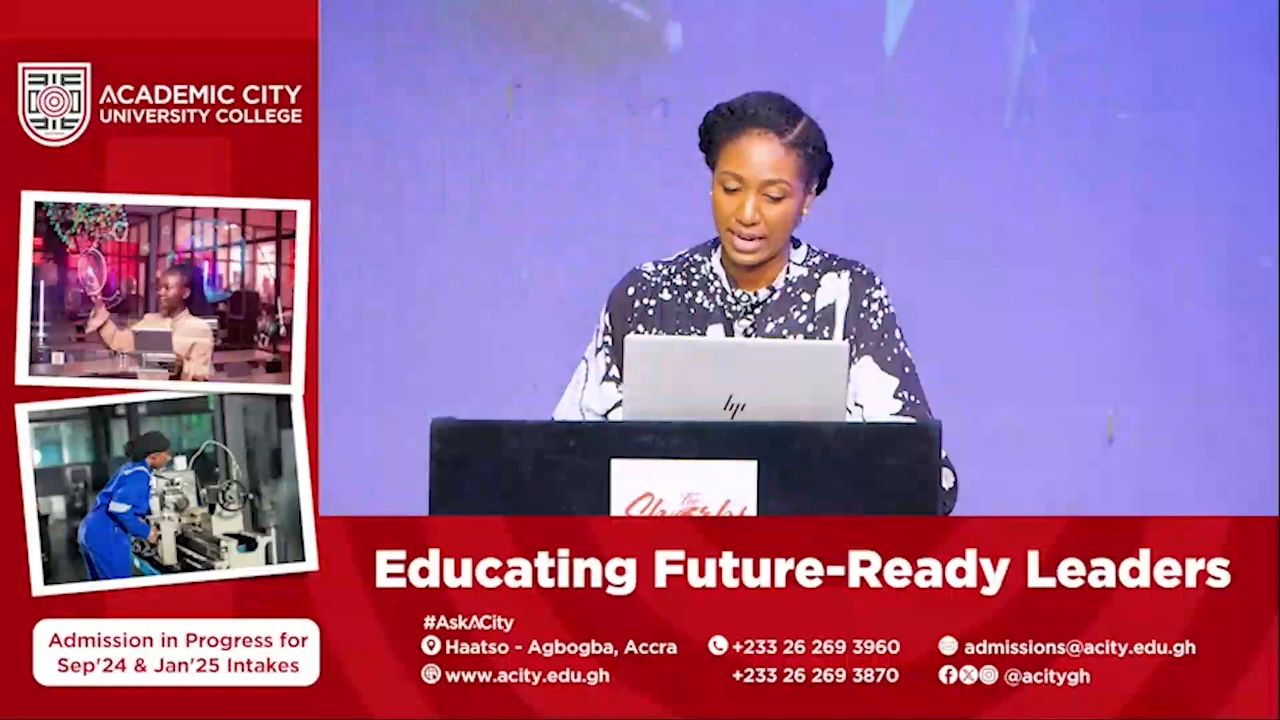 ACADEMIC CITY
UNIVERSITY COLLEGE
hp
The
Educating Future-Ready Leaders
#AskACity
Haatso - Agbogba, Accra
+233 26 269 3960
admissions@acity.edu.gh
www.acity.edu.gh
+233 26 269 3870
@acitygh
Admission in Progress for
Sep'24 & Jan'25 Intakes